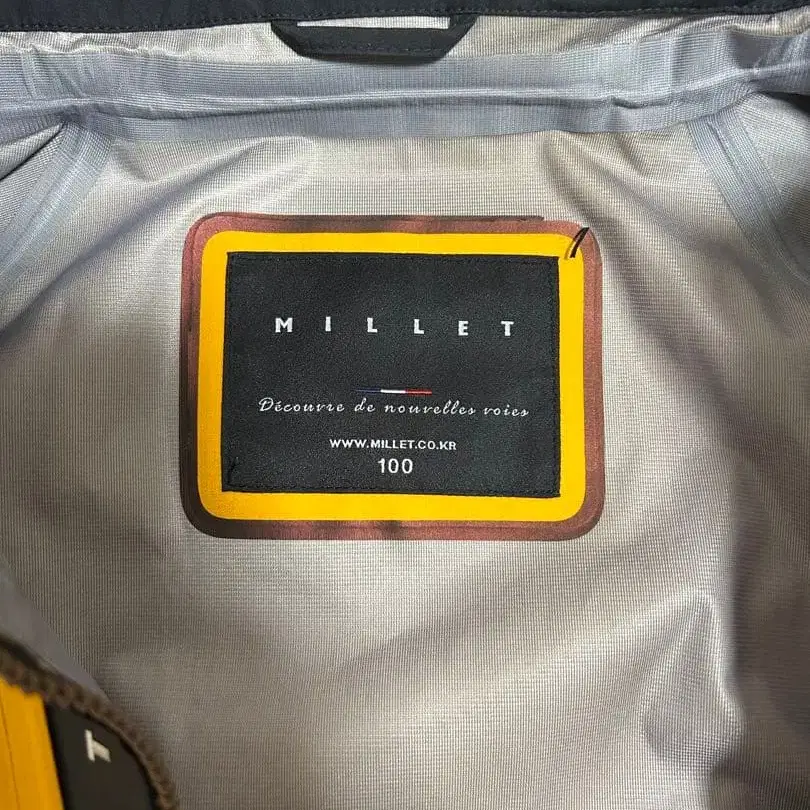 MILLET
Découvre de nouvelles voies
WWW.MILLET.CO.KR
100
T